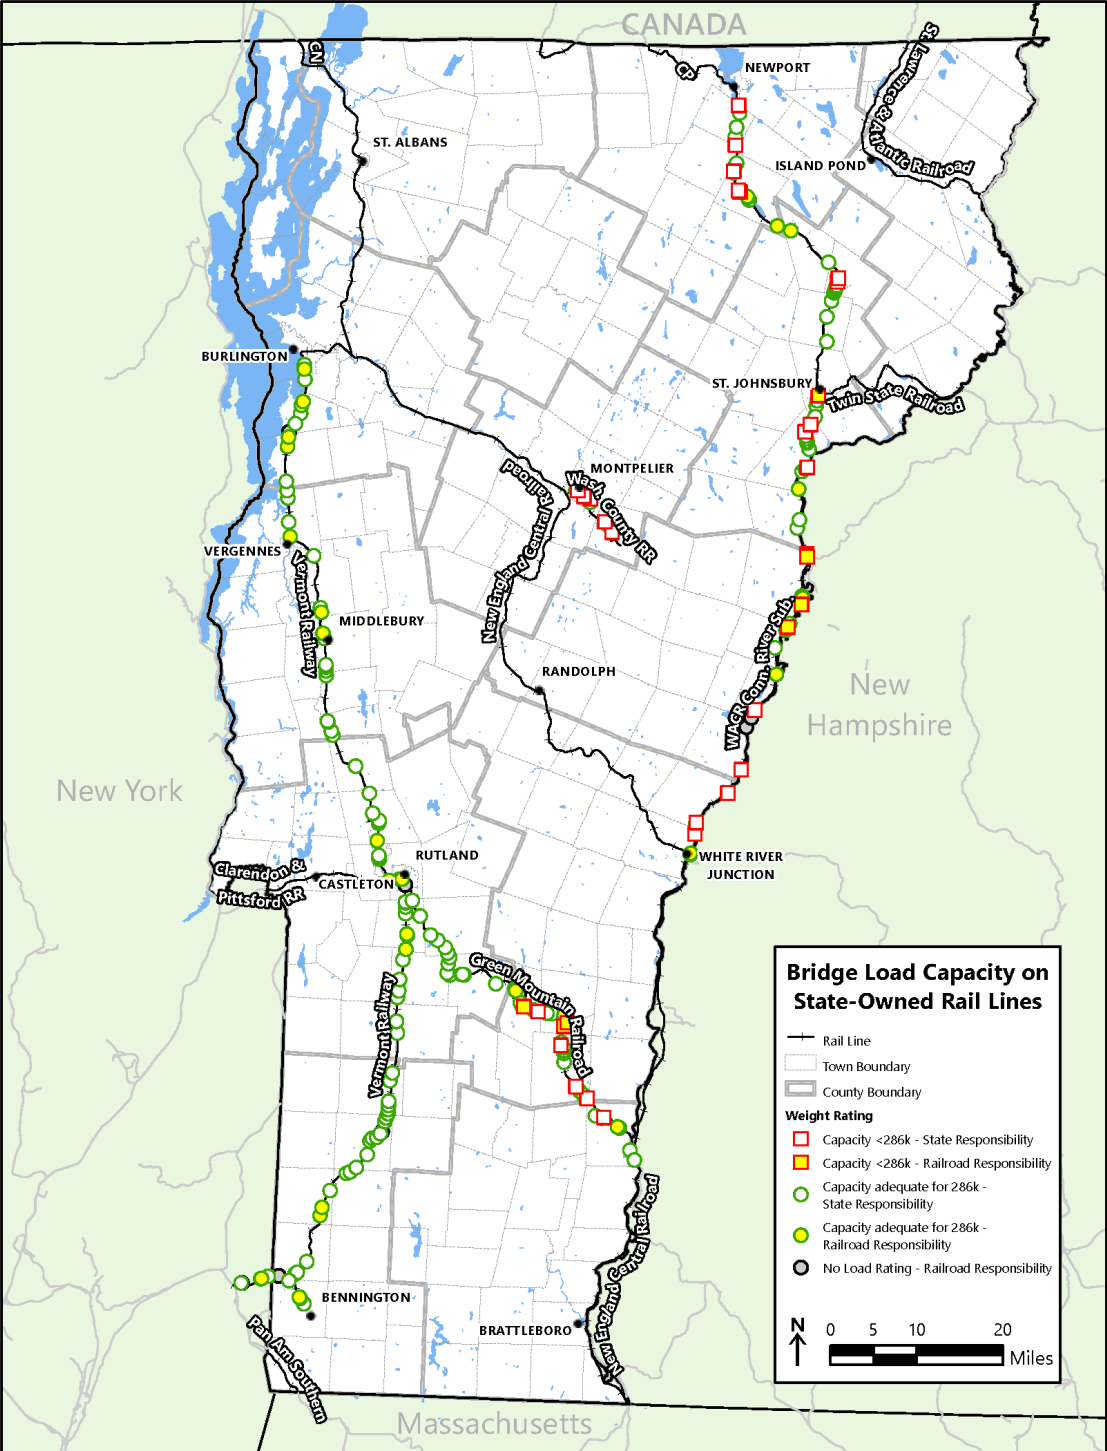 CANADA
CN
CP
NEWPORT
St. Lawrence & Atlantic Railroad
ST. ALBANS
ISLAND POND
BURLINGTON
ST. JOHNSBURY
Twin State Railroad
MONTPELIER
Wash. County RR
New England Central Railroad
VERGENNES
Vermont Railway
MIDDLEBURY
WACR Conn. River Sub.
RANDOLPH
New
Hampshire
New York
Clarendon &
Pittsford RR
CASTLETON
RUTLAND
WHITE RIVER
JUNCTION
Green Mountain Railroad
Vermont Railway
New England Central Railroad
BENNINGTON
BRATTLEBORO
Pan Am Southern
Massachusetts
Bridge Load Capacity on
State-Owned Rail Lines
Rail Line
Town Boundary
County Boundary
Weight Rating
Capacity <286k - State Responsibility
Capacity <286k - Railroad Responsibility
Capacity adequate for 286k -
State Responsibility
Capacity adequate for 286k -
Railroad Responsibility
No Load Rating - Railroad Responsibility
N
0 5 10 20
Miles